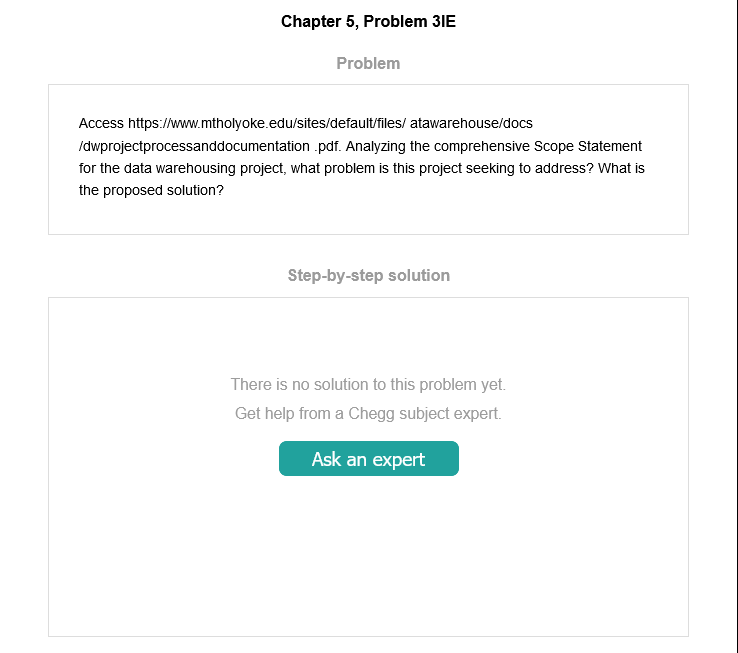 Chapter 5, Problem 3IE
Problem
Access https://www.mtholyoke.edu/sites/default/files/ atawarehouse/docs
/dwprojectprocessanddocumentation .pdf. Analyzing the comprehensive Scope Statement
for the data warehousing project, what problem is this project seeking to address? What is
the proposed solution?
Step-by-step solution
There is no solution to this problem yet.
Get help from a Chegg subject expert.
Ask an expert